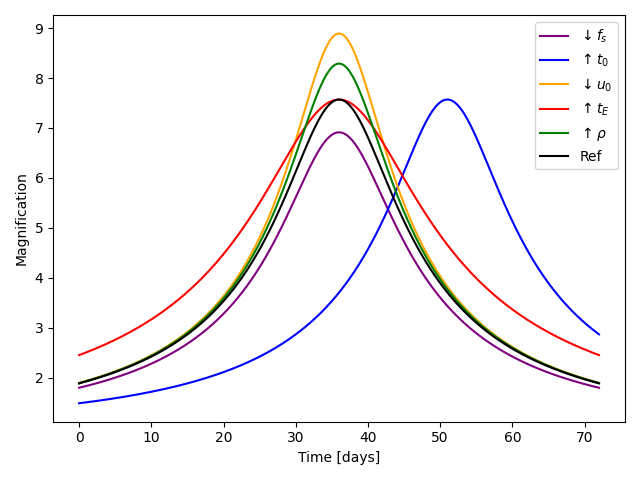 9
8
7
6
5
4
3
2
Magnification
0 10 20 30 40 50 60 70
Time [days]
↓ f_s
↑ t_0
↓ u_0
↑ t_E
↑ ρ
Ref